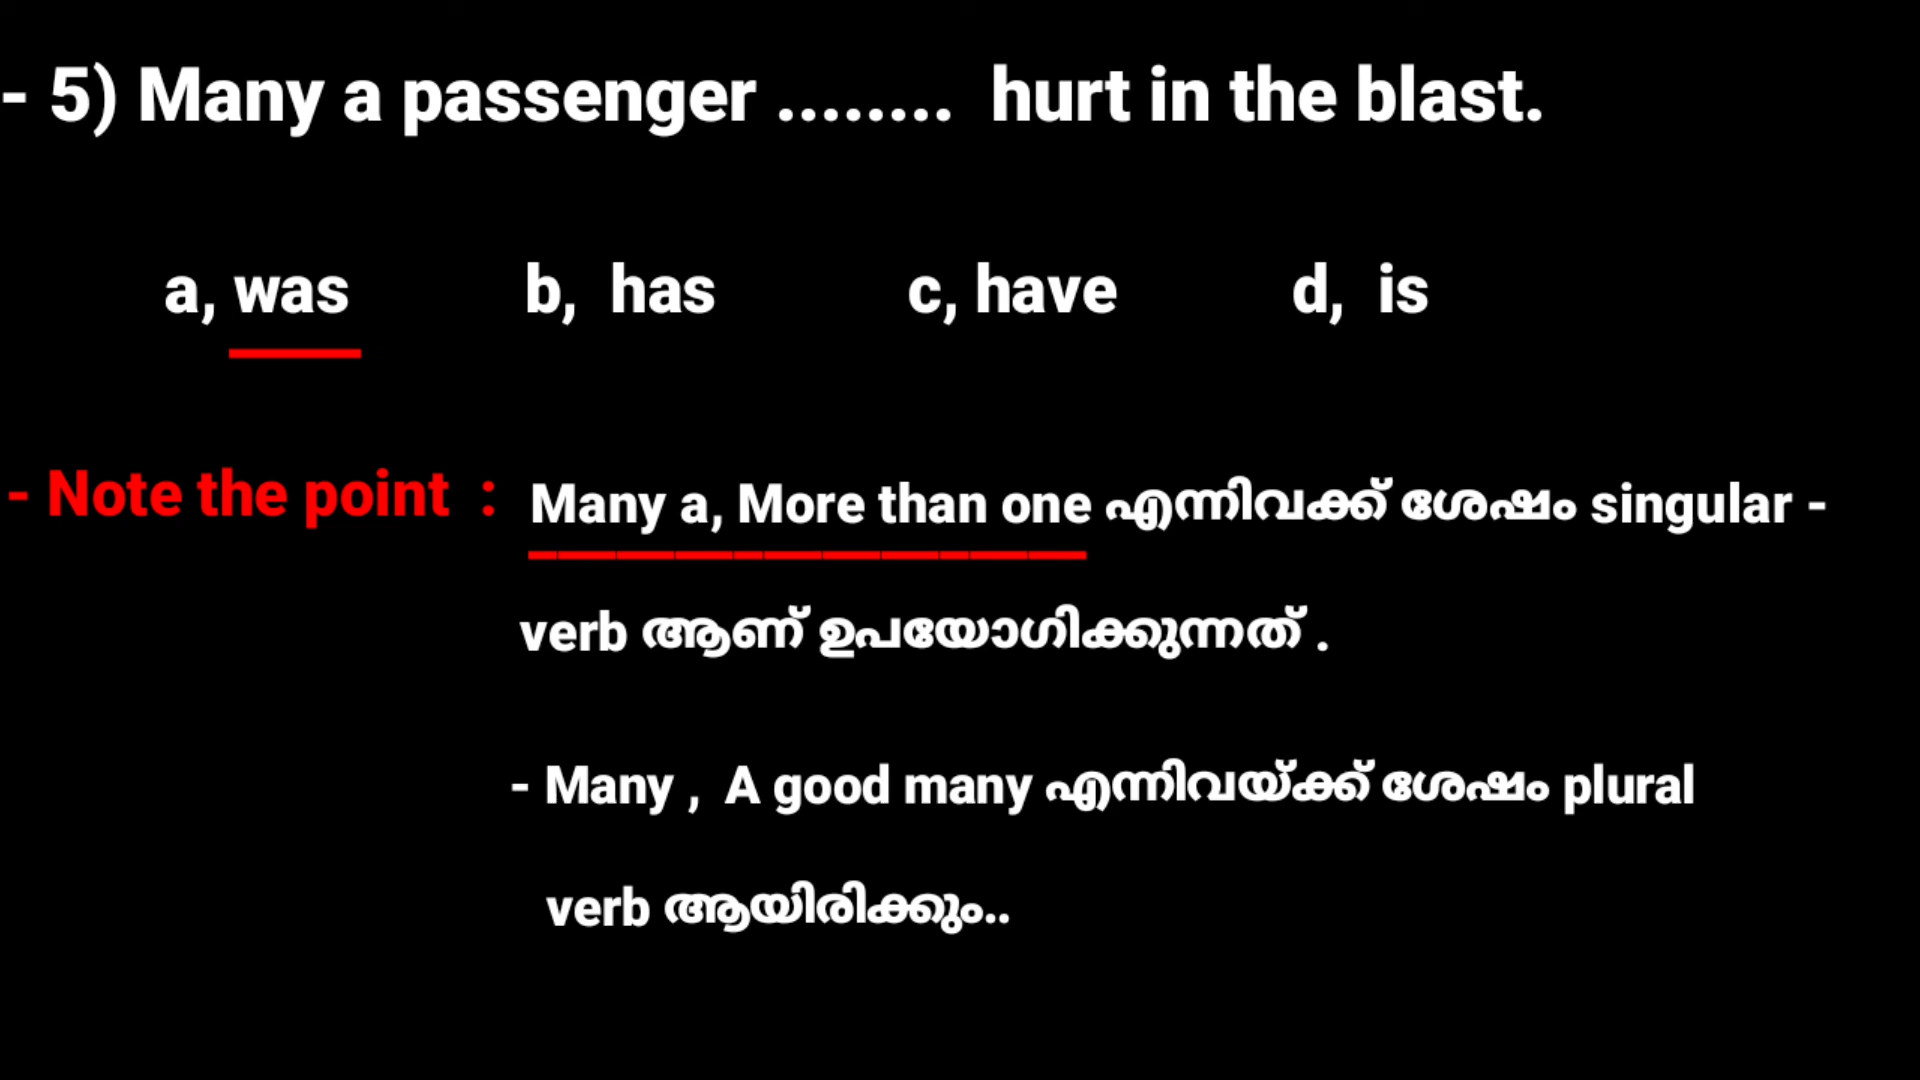 - 5) Many a passenger ........ hurt in the blast.
a, was b, has c, have d, is
- Note the point : Many a, More than one എന്നിവക്ക് ശേഷം singular -
verb ആണ് ഉപയോഗിക്കുന്നത് .
- Many , A good many എന്നിവയ്ക്ക് ശേഷം plural
verb ആയിരിക്കും..